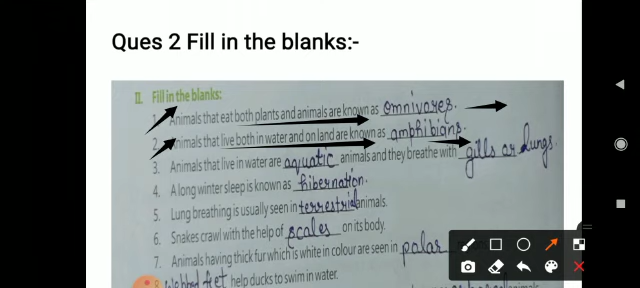 Ques 2 Fill in the blanks:-
II. Fill in the blanks:
1. Animals that eat both plants and animals are known as omnivores.
2. Animals that live both in water and on land are known as amphibians.
3. Animals that live in water are aquatic animals and they breathe with gills or lungs.
4. A long winter sleep is known as hibernation.
5. Lung breathing is usually seen in terrestrial animals.
6. Snakes crawl with the help of scales on its body.
7. Animals having thick fur which is white in colour are seen in polar
8. Webbed feet help ducks to swim in water.
animals